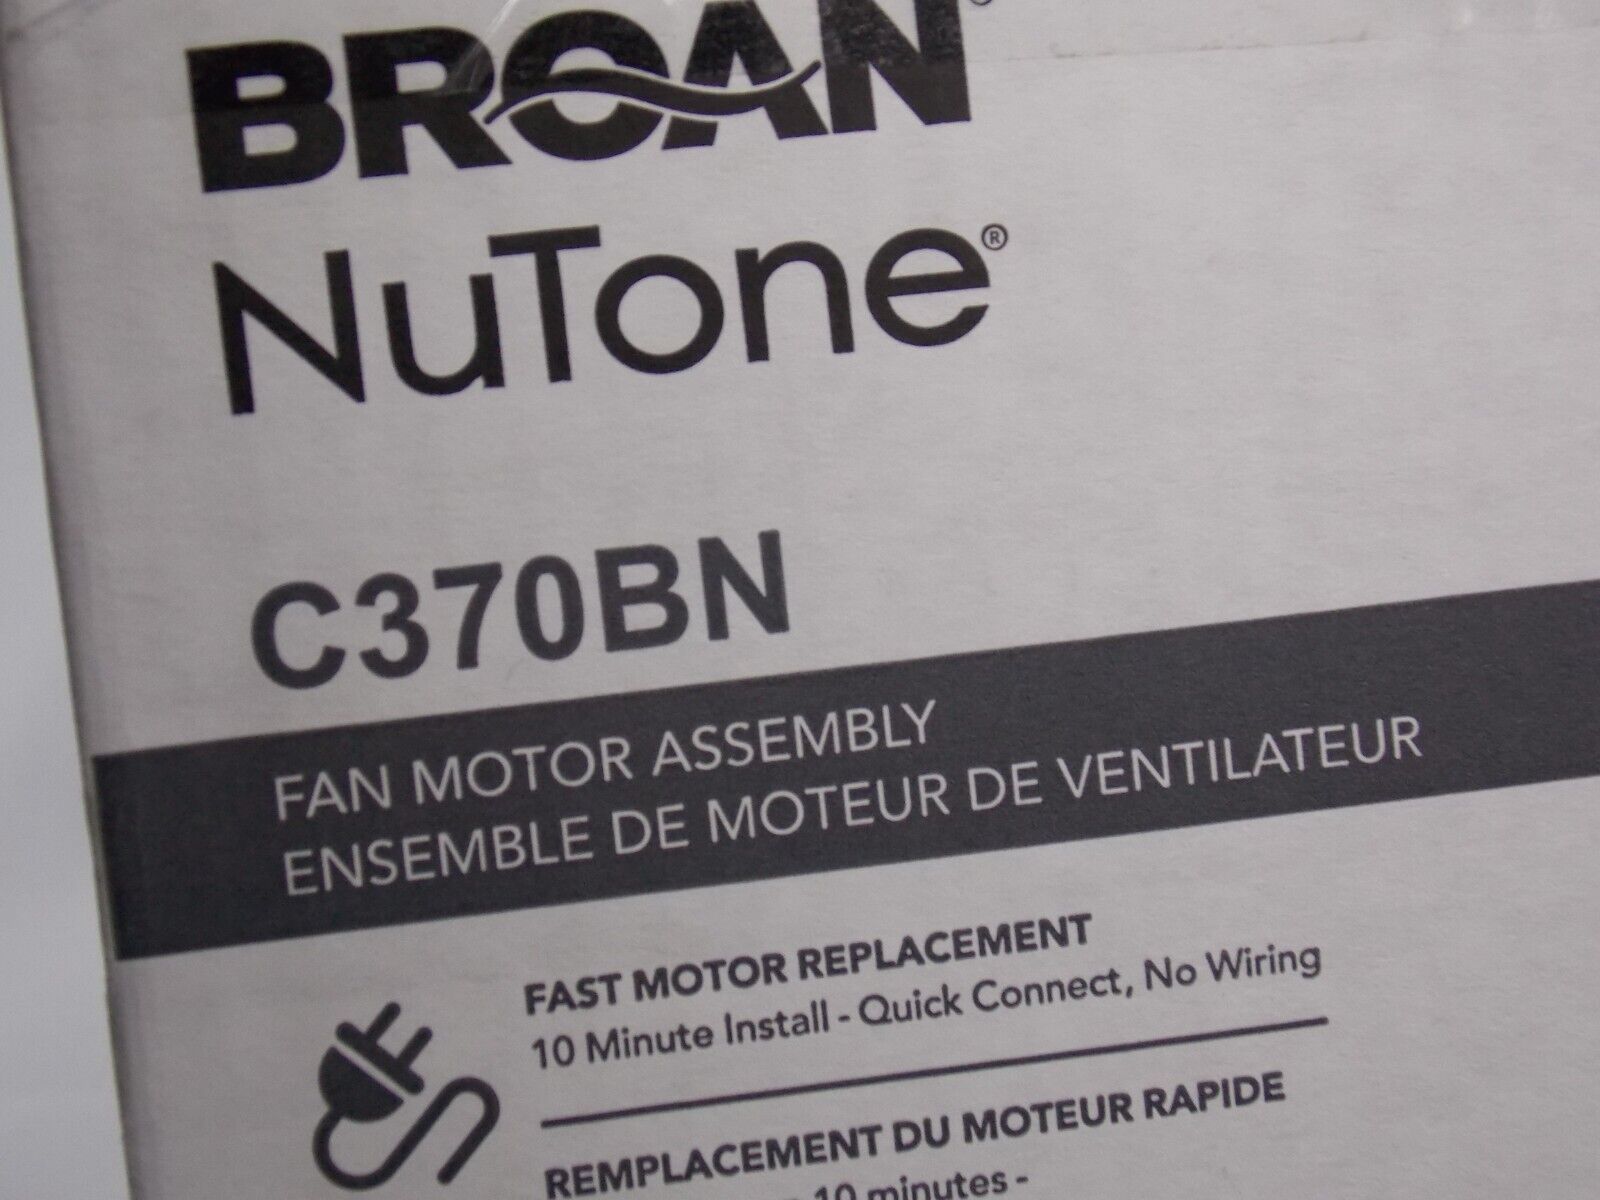 BROAN®
NuTone®
C370BN
FAN MOTOR ASSEMBLY
ENSEMBLE DE MOTEUR DE VENTILATEUR
FAST MOTOR REPLACEMENT
10 Minute Install - Quick Connect, No Wiring
REMPLACEMENT DU MOTEUR RAPIDE
10 minutes -